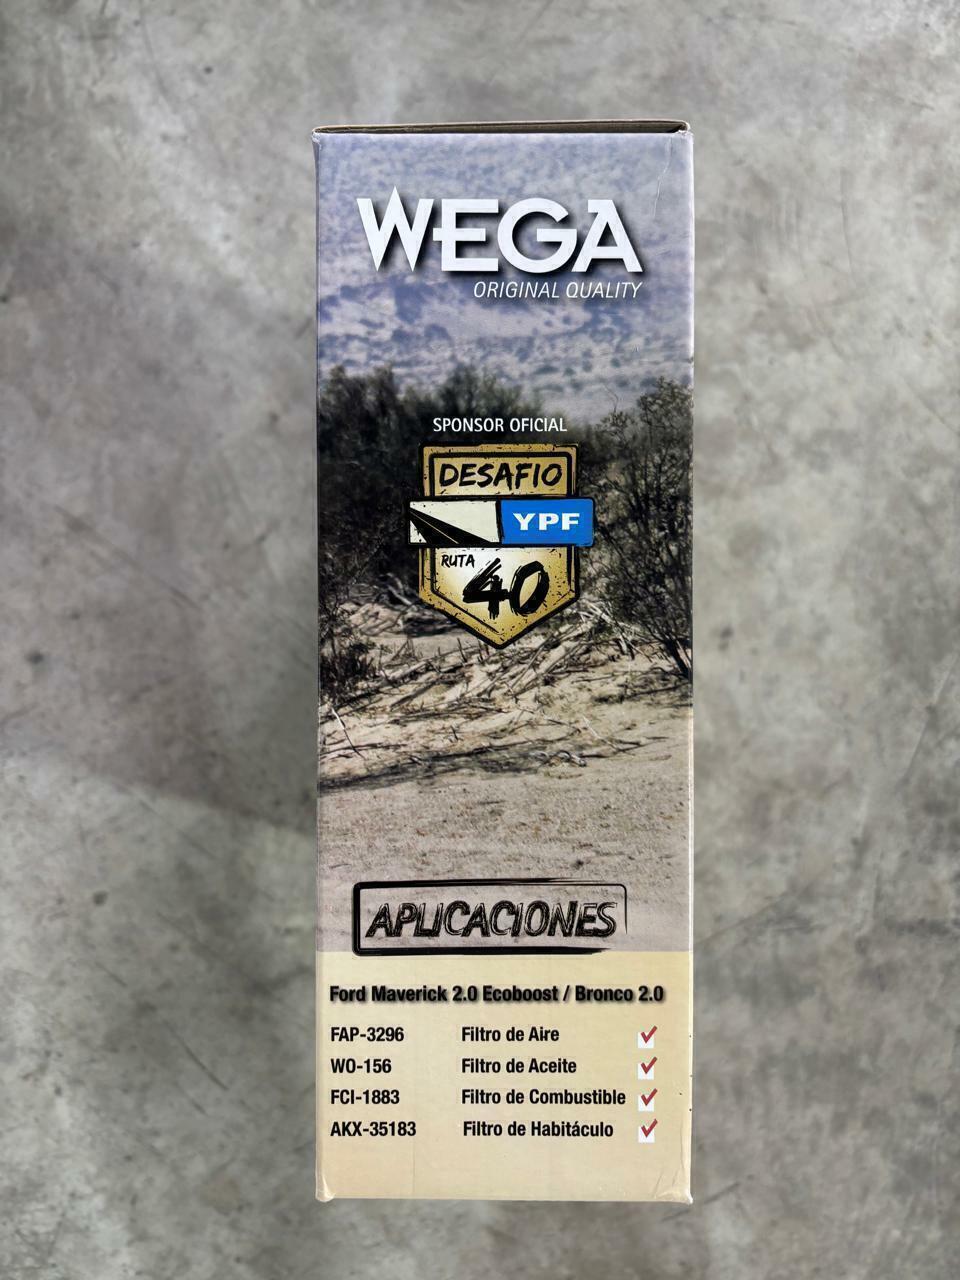 WEGA
ORIGINAL QUALITY
SPONSOR OFICIAL
DESAFIO
YPF
RUTA
40
APLICACIONES
Ford Maverick 2.0 Ecoboost / Bronco 2.0
FAP-3296 Filtro de Aire
WO-156 Filtro de Aceite
FCI-1883 Filtro de Combustible
AKX-35183 Filtro de Habitáculo